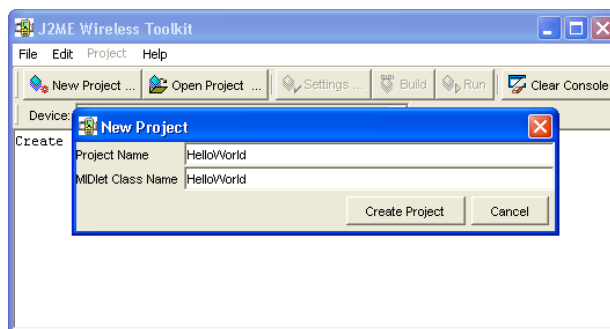 J2ME Wireless Toolkit
File Edit Project Help
New Project ... Open Project ... Settings ... Build Run Clear Console
Device:
New Project
Create
Project Name HelloWorld
MIDlet Class Name HelloWorld
Create Project Cancel